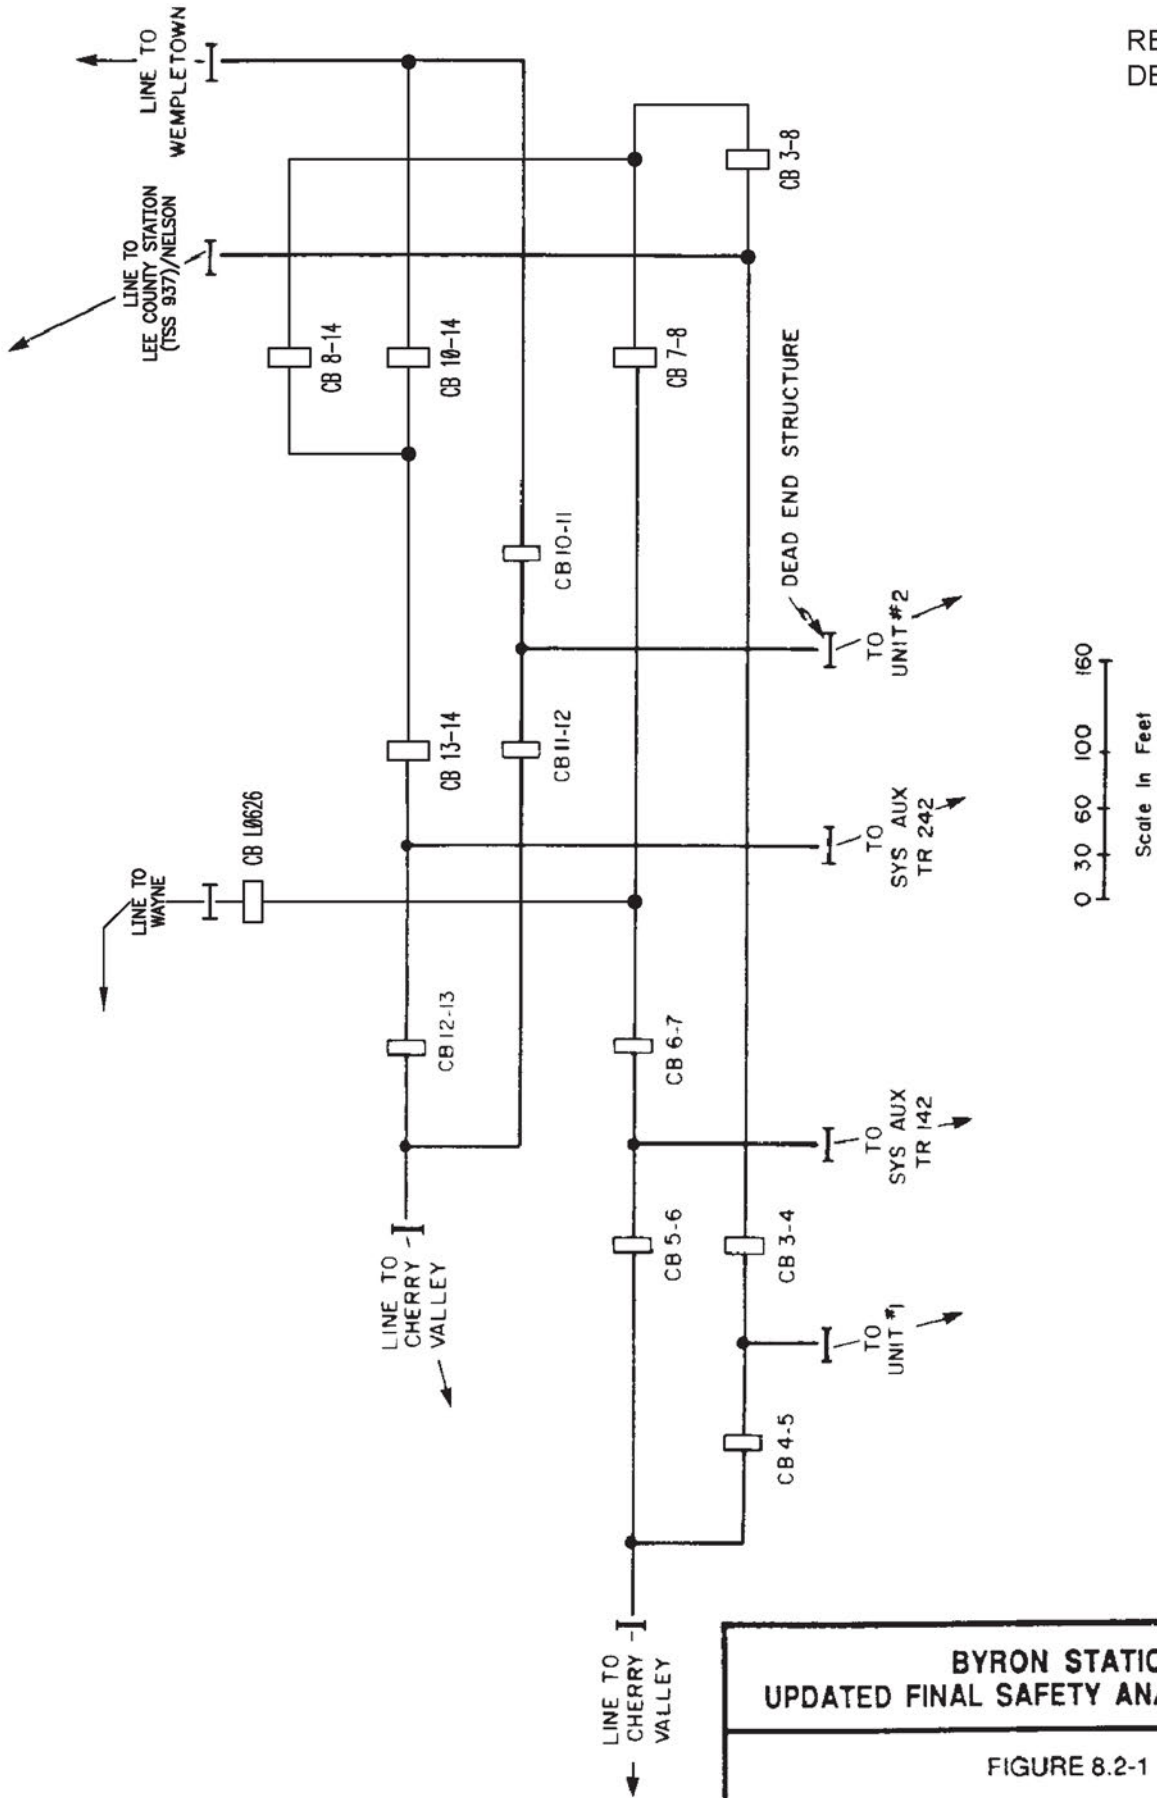 RE
DE
LINE TO
WEMPLETOWN
LINE TO
LEE COUNTY STATION
(TSS 937)/NELSON
CB 3-8
CB 8-14
CB 10-14
CB 7-8
DEAD END STRUCTURE
CB 10-11
TO
UNIT #2
CB 13-14
CB 11-12
CB L0626
TO
SYS AUX
TR 242
0 30 60 100 160
Scale In Feet
LINE TO
WAYNE
CB 12-13
CB 6-7
TO
SYS AUX
TR 142
LINE TO
CHERRY
VALLEY
CB 5-6
CB 3-4
TO
UNIT #1
CB 4-5
LINE TO
CHERRY
VALLEY
BYRON STATIO
UPDATED FINAL SAFETY ANA
FIGURE 8.2-1